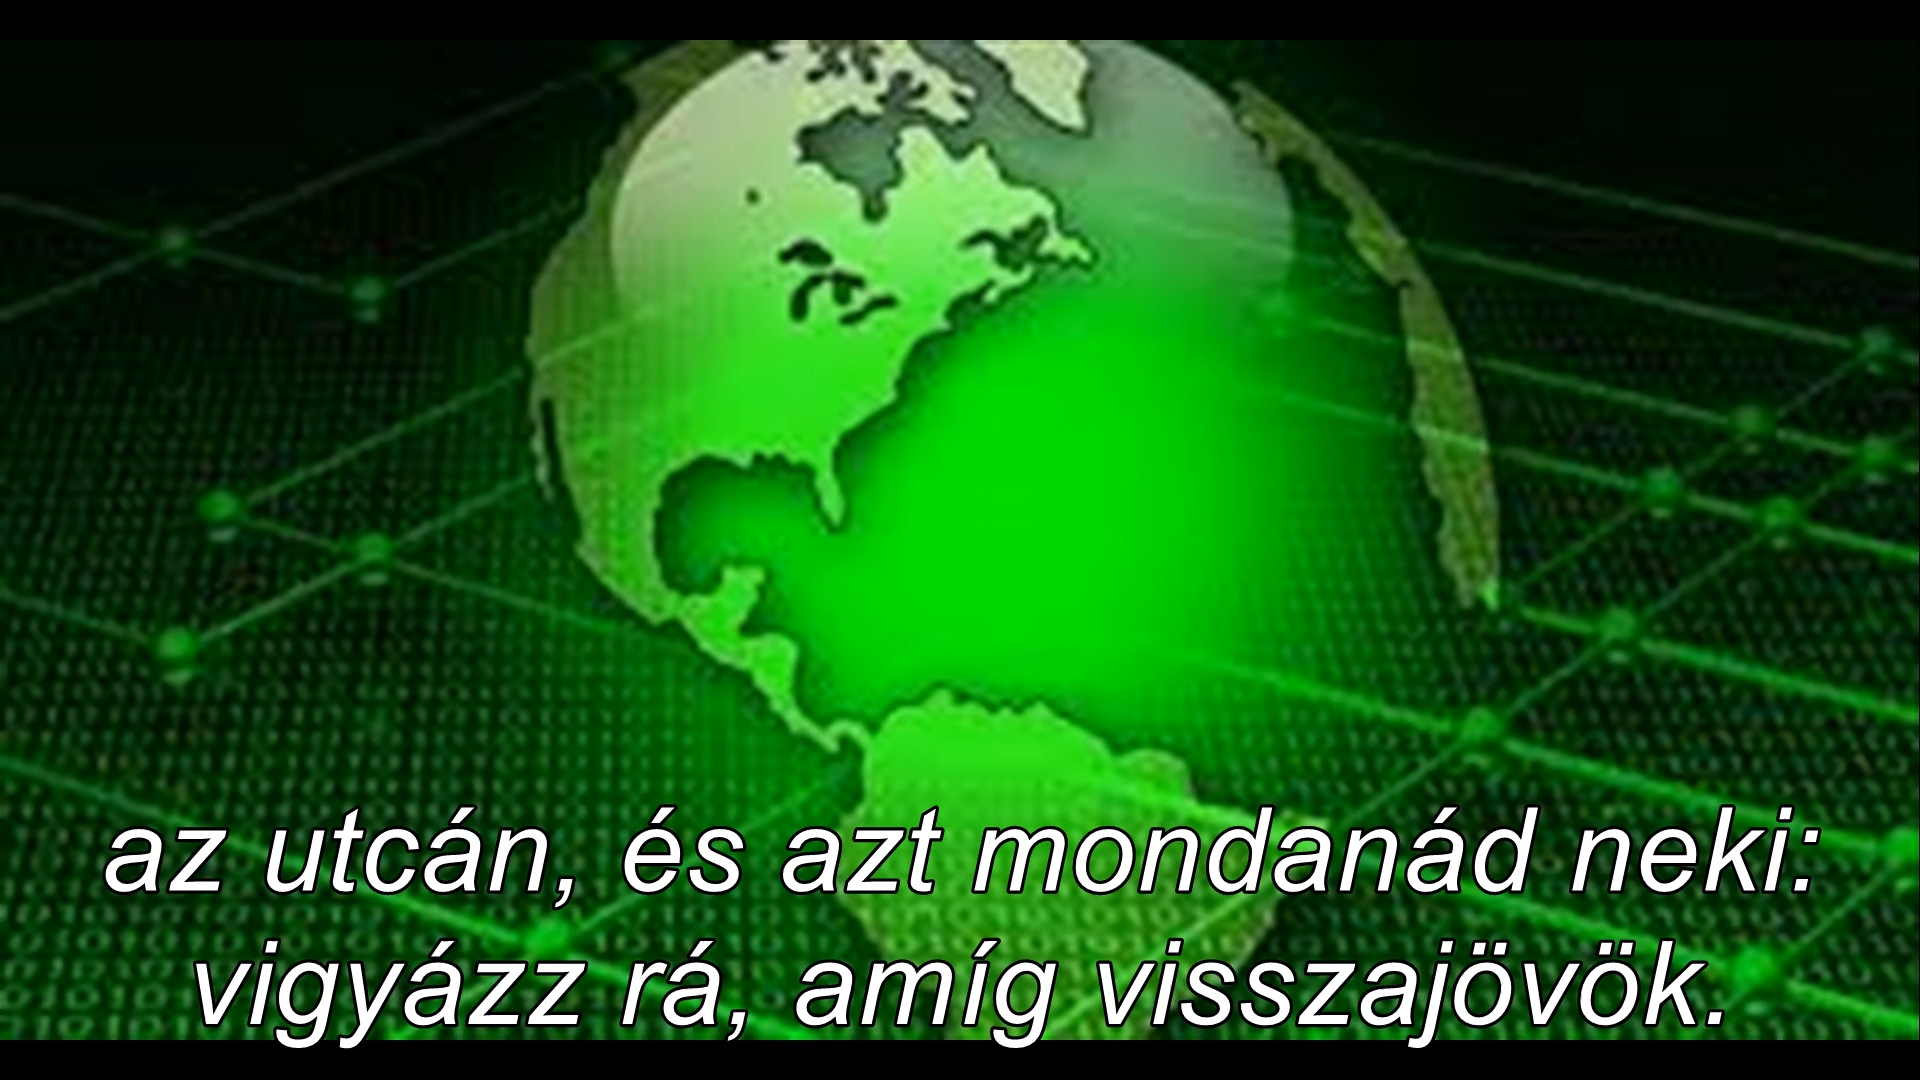 az utcán, és azt mondanád neki:
vigyázz rá, amíg visszajövök.